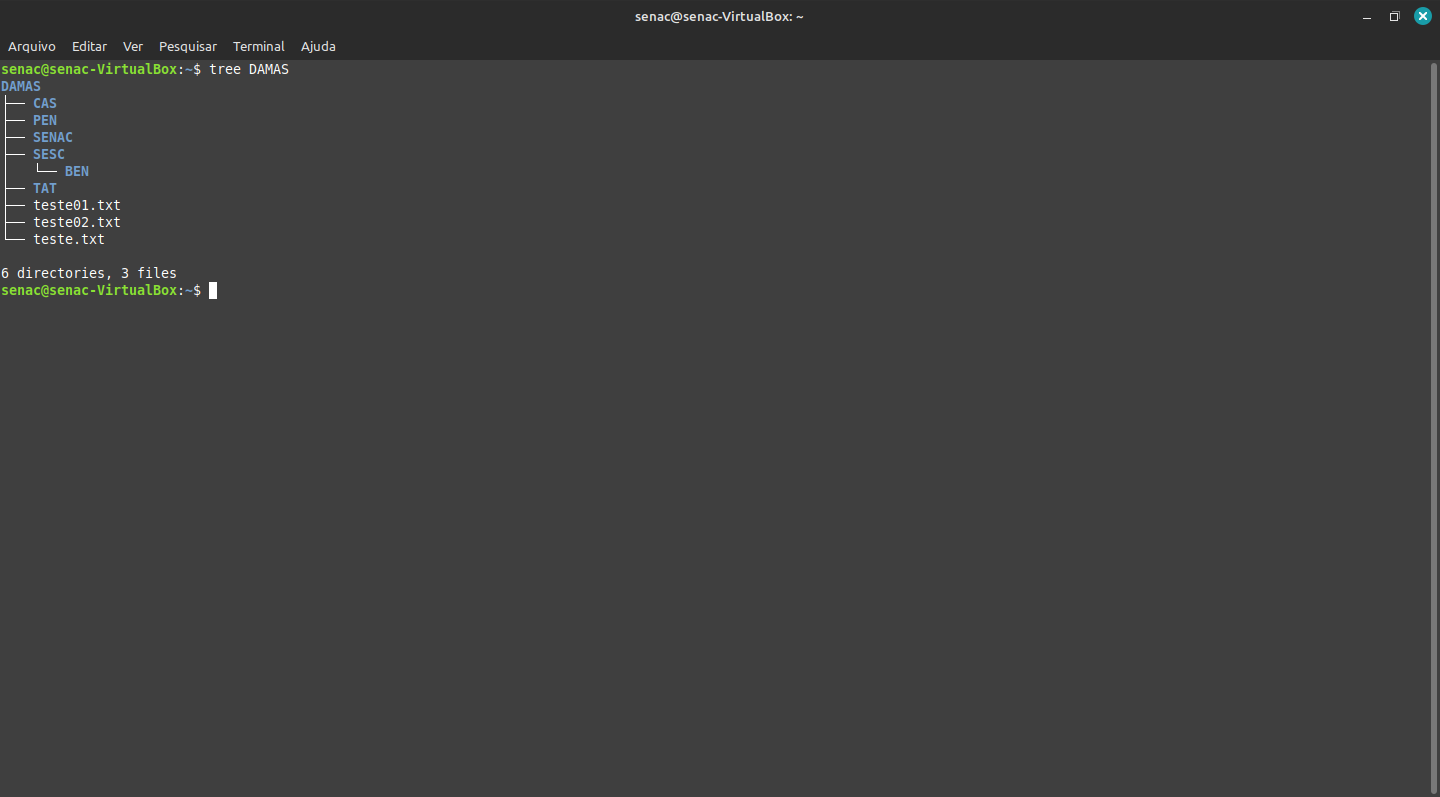 senac@senac-VirtualBox: ~
Arquivo Editar Ver Pesquisar Terminal Ajuda
senac@senac-VirtualBox:~$ tree DAMAS
DAMAS
├── CAS
├── PEN
├── SENAC
├── SESC
│   └── BEN
├── TAT
├── teste01.txt
├── teste02.txt
└── teste.txt

6 directories, 3 files
senac@senac-VirtualBox:~$